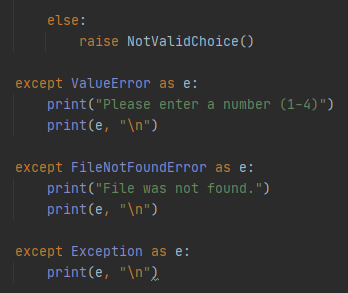 else:
raise NotValidChoice()
except ValueError as e:
print("Please enter a number (1-4)")
print(e, "\n")
except FileNotFoundError as e:
print("File was not found.")
print(e, "\n")
except Exception as e:
print(e, "\n")